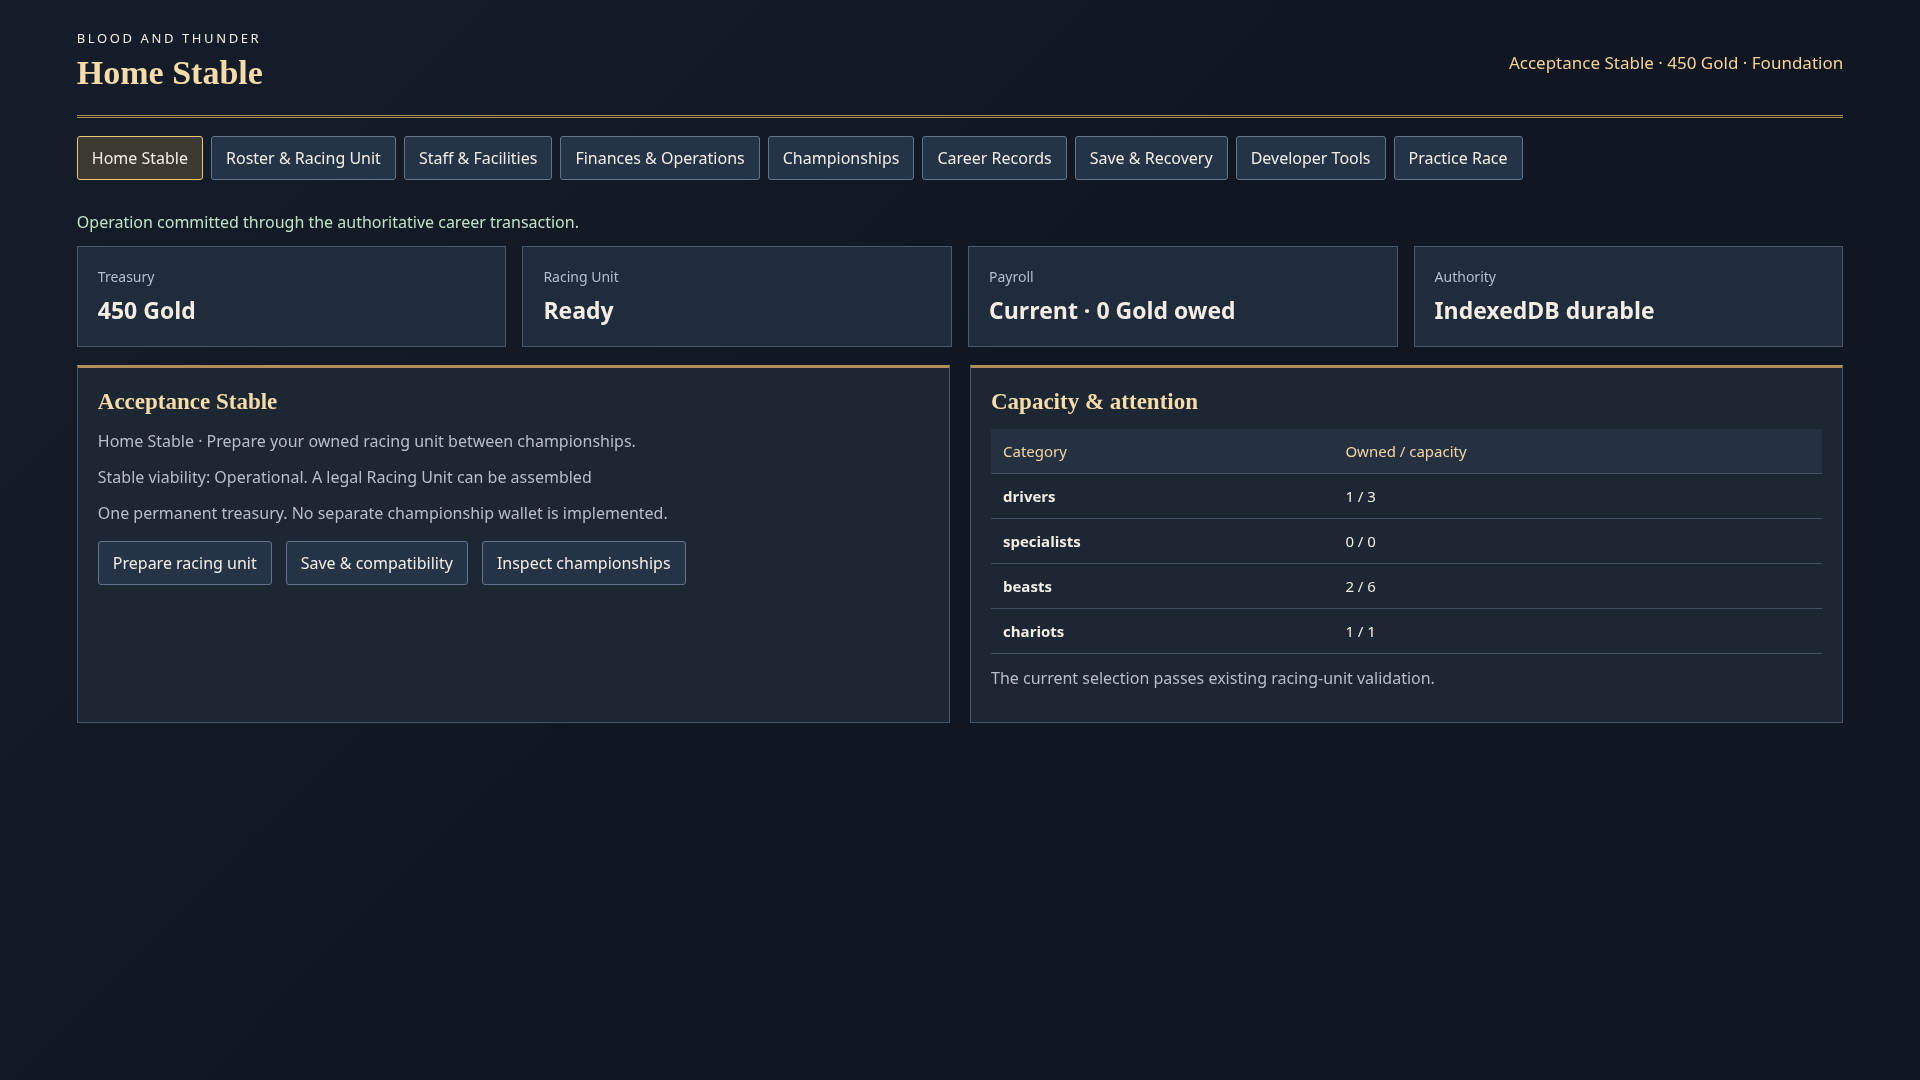 BLOOD AND THUNDER
Home Stable
Acceptance Stable · 450 Gold · Foundation
Home Stable
Roster & Racing Unit
Staff & Facilities
Finances & Operations
Championships
Career Records
Save & Recovery
Developer Tools
Practice Race
Operation committed through the authoritative career transaction.
Treasury
450 Gold
Racing Unit
Ready
Payroll
Current · 0 Gold owed
Authority
IndexedDB durable
Acceptance Stable
Home Stable · Prepare your owned racing unit between championships.
Stable viability: Operational. A legal Racing Unit can be assembled
One permanent treasury. No separate championship wallet is implemented.
Prepare racing unit
Save & compatibility
Inspect championships
Capacity & attention
Category Owned / capacity
drivers 1 / 3
specialists 0 / 0
beasts 2 / 6
chariots 1 / 1
The current selection passes existing racing-unit validation.